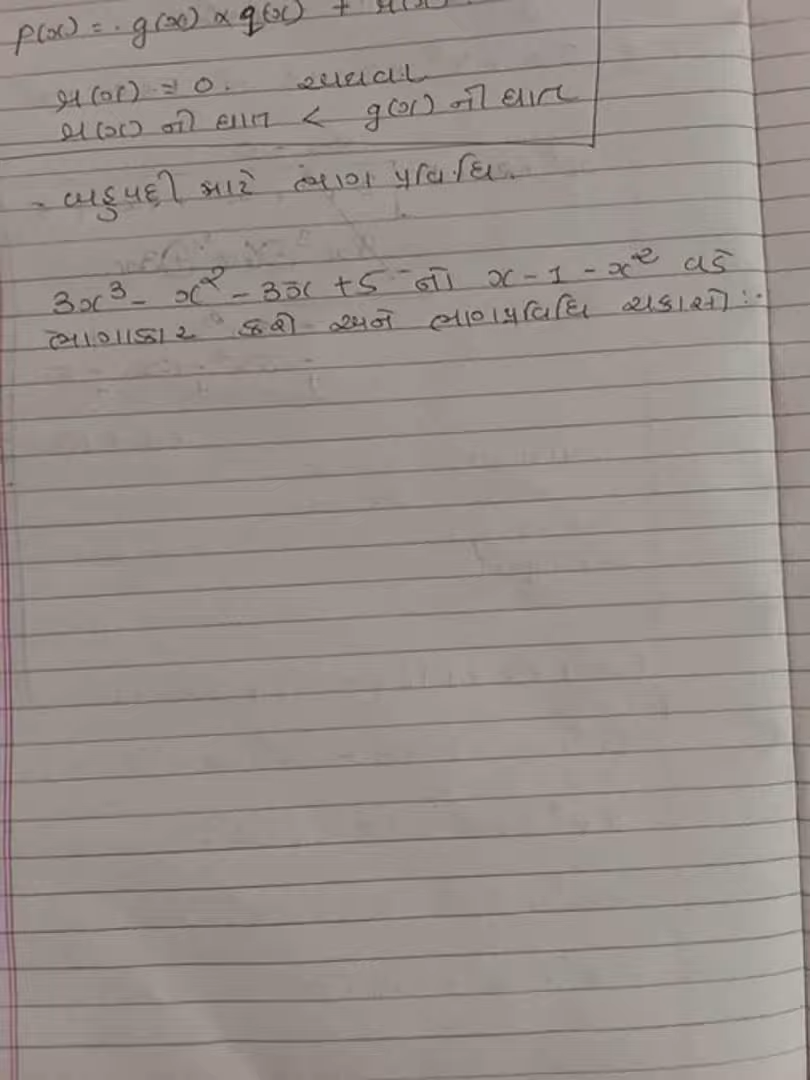 p(x) = g(x) × q(x) +
s(x) = 0. અથવા
s(x) ની ઘાત < g(x) ની ઘાત
- બહુપદી માટે ભાગ પ્રવિધિ.
3x³ - x² - 3x + 5 નો x - 1 - x² વડે
ભાગાકાર કરો અને ભાગપ્રવિધિ ચકાસો :-